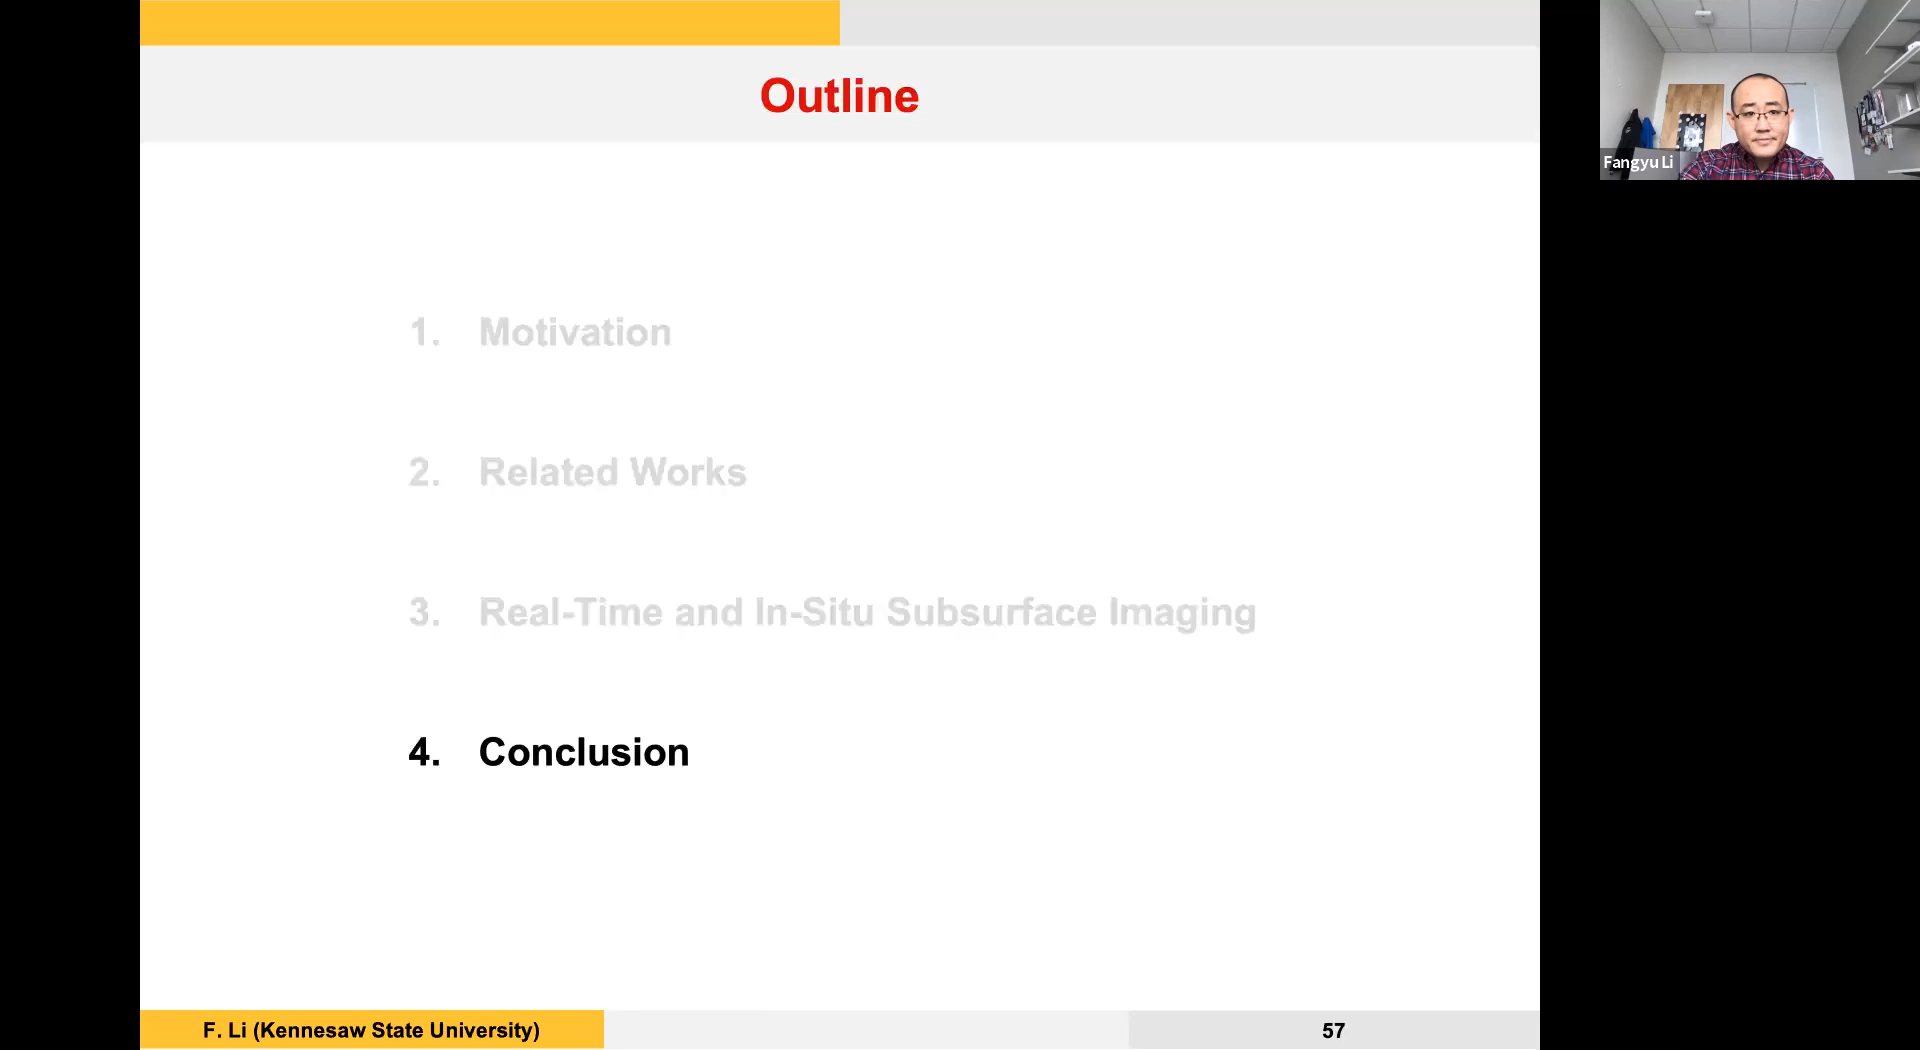 Outline
Fangyu Li
1. Motivation
2. Related Works
3. Real-Time and In-Situ Subsurface Imaging
4. Conclusion
F. Li (Kennesaw State University)
57